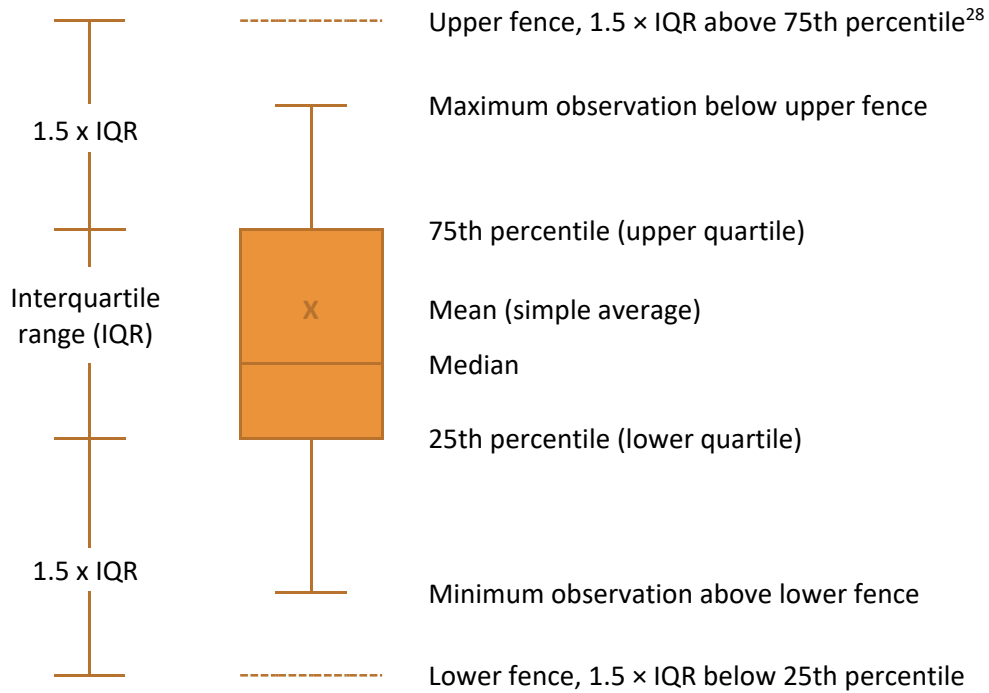 Upper fence, 1.5 × IQR above 75th percentile28
Maximum observation below upper fence
1.5 x IQR
75th percentile (upper quartile)
Interquartile
range (IQR)
X
Mean (simple average)
Median
25th percentile (lower quartile)
1.5 x IQR
Minimum observation above lower fence
Lower fence, 1.5 × IQR below 25th percentile